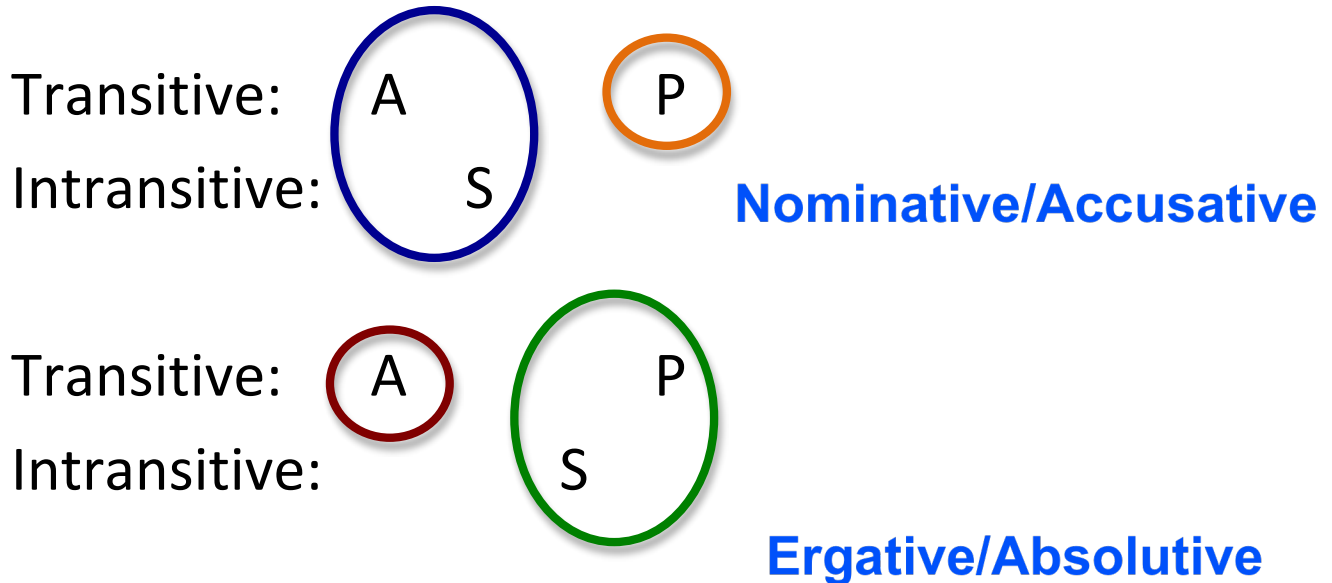 Transitive: A P
Intransitive: S
Nominative/Accusative
Transitive: A P
Intransitive: S
Ergative/Absolutive